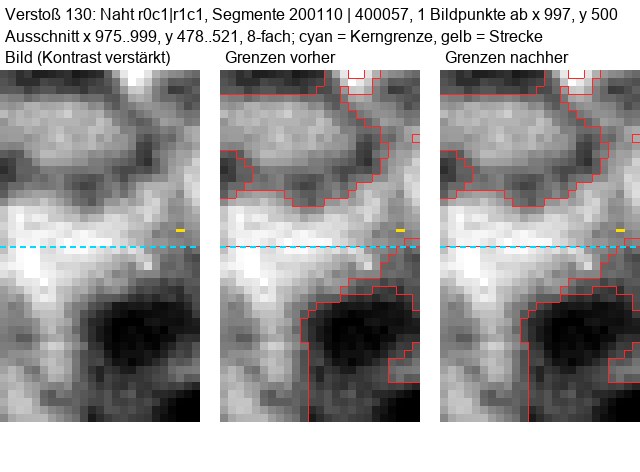 Verstoß 130: Naht r0c1|r1c1, Segmente 200110 | 400057, 1 Bildpunkte ab x 997, y 500
Ausschnitt x 975..999, y 478..521, 8-fach; cyan = Kerngrenze, gelb = Strecke
Bild (Kontrast verstärkt) Grenzen vorher Grenzen nachher